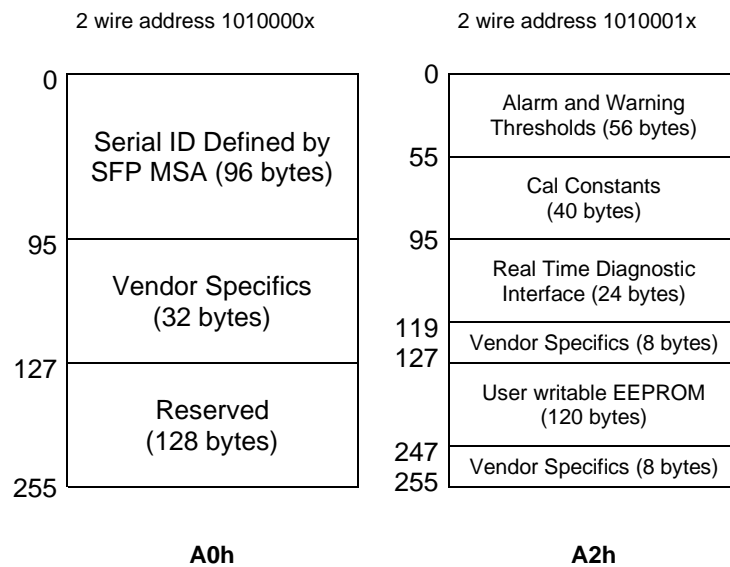 2 wire address 1010000x
0
Serial ID Defined by
SFP MSA (96 bytes)
95
Vendor Specifics
(32 bytes)
127
Reserved
(128 bytes)
255
A0h
2 wire address 1010001x
0
Alarm and Warning
Thresholds (56 bytes)
55
Cal Constants
(40 bytes)
95
Real Time Diagnostic
Interface (24 bytes)
119
Vendor Specifics (8 bytes)
127
User writable EEPROM
(120 bytes)
247
Vendor Specifics (8 bytes)
255
A2h